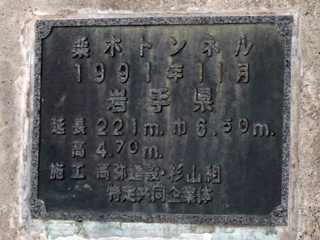 栗木トンネル
1991年11月
岩手県
延長 221m. 巾 6.50m.
高 4.70m.
施工 高弥建設・杉山組
特定共同企業体